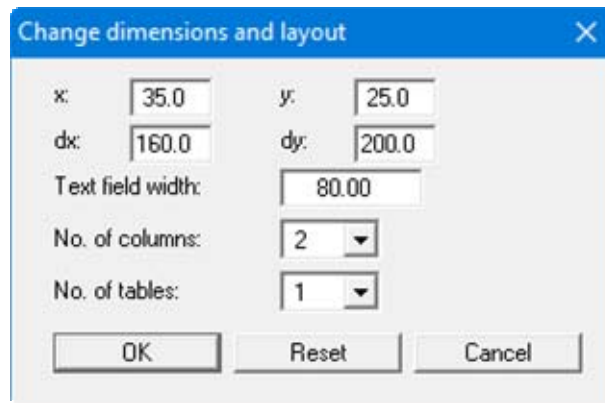 Change dimensions and layout
x: 35.0 y: 25.0
dx: 160.0 dy: 200.0
Text field width: 80.00
No. of columns: 2
No. of tables: 1
OK Reset Cancel